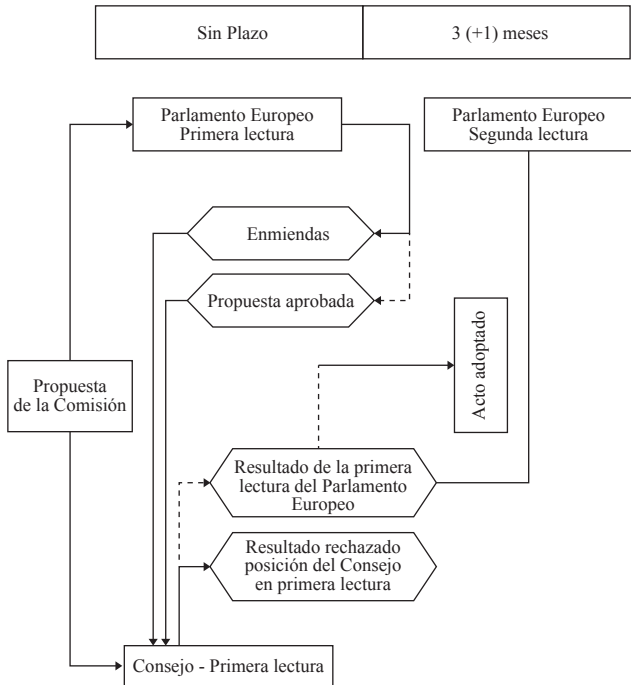 Sin Plazo
3 (+1) meses
Parlamento Europeo
Primera lectura
Parlamento Europeo
Segunda lectura
Enmiendas
Propuesta aprobada
Acto adoptado
Propuesta
de la Comisión
Resultado de la primera
lectura del Parlamento
Europeo
Resultado rechazado
posición del Consejo
en primera lectura
Consejo - Primera lectura